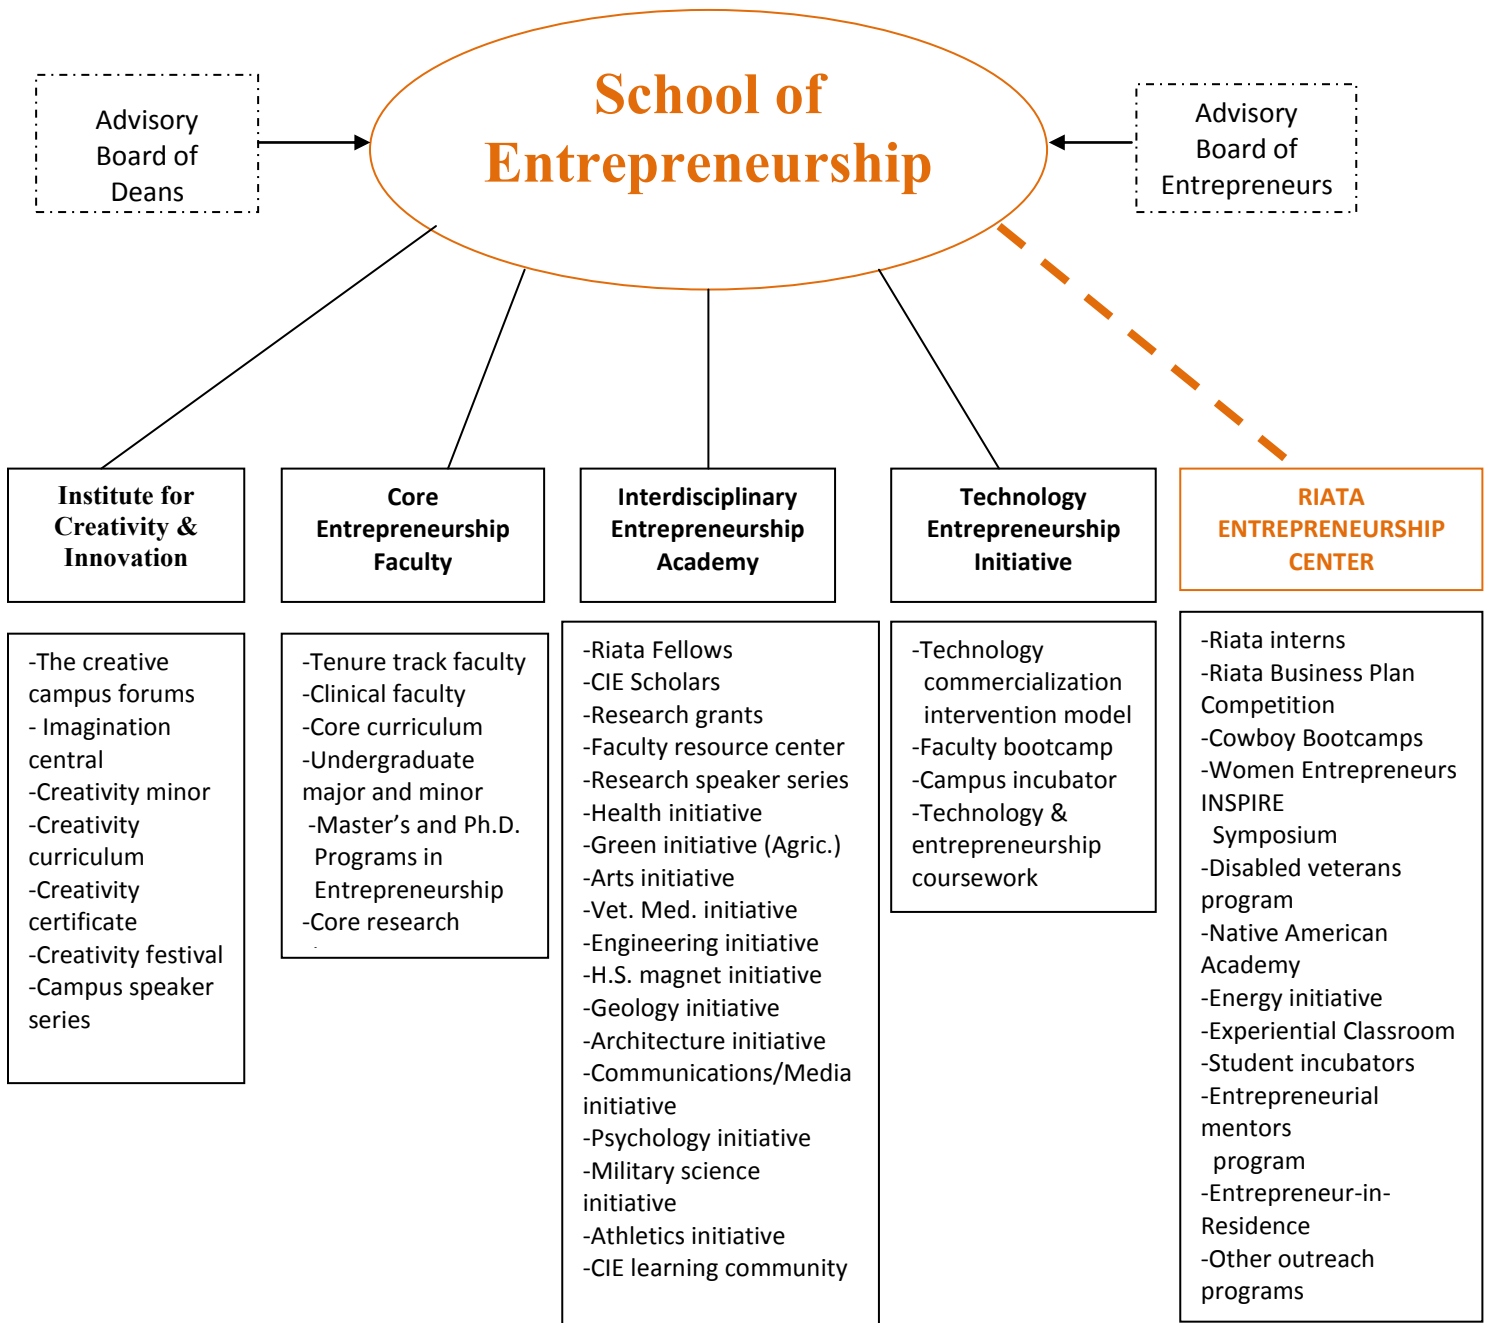 School of
Entrepreneurship
Advisory
Board of
Deans
Advisory
Board of
Entrepreneurs
Institute for
Creativity &
Innovation
-The creative
campus forums
- Imagination
central
-Creativity minor
-Creativity
curriculum
-Creativity
certificate
-Creativity festival
-Campus speaker
series
Core
Entrepreneurship
Faculty
-Tenure track faculty
-Clinical faculty
-Core curriculum
-Undergraduate
major and minor
-Master's and Ph.D.
Programs in
Entrepreneurship
-Core research
Interdisciplinary
Entrepreneurship
Academy
-Riata Fellows
-CIE Scholars
-Research grants
-Faculty resource center
-Research speaker series
-Health initiative
-Green initiative (Agric.)
-Arts initiative
-Vet. Med. initiative
-Engineering initiative
-H.S. magnet initiative
-Geology initiative
-Architecture initiative
-Communications/Media
initiative
-Psychology initiative
-Military science
initiative
-Athletics initiative
-CIE learning community
Technology
Entrepreneurship
Initiative
-Technology
commercialization
intervention model
-Faculty bootcamp
-Campus incubator
-Technology &
entrepreneurship
coursework
RIATA
ENTREPRENEURSHIP
CENTER
-Riata interns
-Riata Business Plan
Competition
-Cowboy Bootcamps
-Women Entrepreneurs
INSPIRE
Symposium
-Disabled veterans
program
-Native American
Academy
-Energy initiative
-Experiential Classroom
-Student incubators
-Entrepreneurial
mentors
program
-Entrepreneur-in-
Residence
-Other outreach
programs